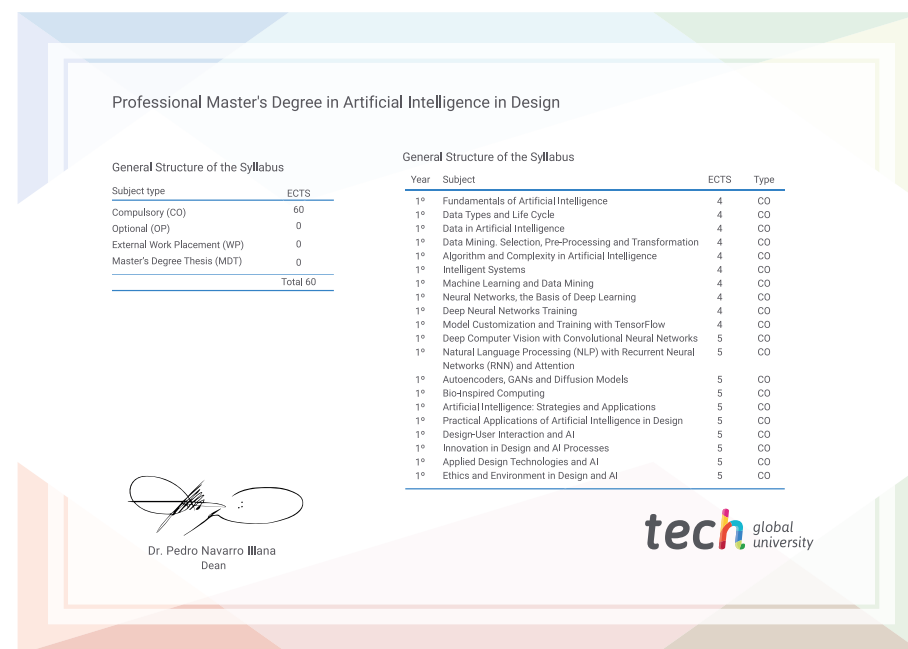 Professional Master's Degree in Artificial Intelligence in Design
General Structure of the Syllabus
Subject type ECTS
Compulsory (CO) 60
Optional (OP) 0
External Work Placement (WP) 0
Master's Degree Thesis (MDT) 0
Total 60
General Structure of the Syllabus
Year Subject ECTS Type
1º Fundamentals of Artificial Intelligence 4 CO
1º Data Types and Life Cycle 4 CO
1º Data in Artificial Intelligence 4 CO
1º Data Mining. Selection, Pre-Processing and Transformation 4 CO
1º Algorithm and Complexity in Artificial Intelligence 4 CO
1º Intelligent Systems 4 CO
1º Machine Learning and Data Mining 4 CO
1º Neural Networks, the Basis of Deep Learning 4 CO
1º Deep Neural Networks Training 4 CO
1º Model Customization and Training with TensorFlow 4 CO
1º Deep Computer Vision with Convolutional Neural Networks 5 CO
1º Natural Language Processing (NLP) with Recurrent Neural 5 CO
Networks (RNN) and Attention
1º Autoencoders, GANs and Diffusion Models 5 CO
1º Bio-Inspired Computing 5 CO
1º Artificial Intelligence: Strategies and Applications 5 CO
1º Practical Applications of Artificial Intelligence in Design 5 CO
1º Design-User Interaction and AI 5 CO
1º Innovation in Design and AI Processes 5 CO
1º Applied Design Technologies and AI 5 CO
1º Ethics and Environment in Design and AI 5 CO
Dr. Pedro Navarro Illana
Dean
tech global
university